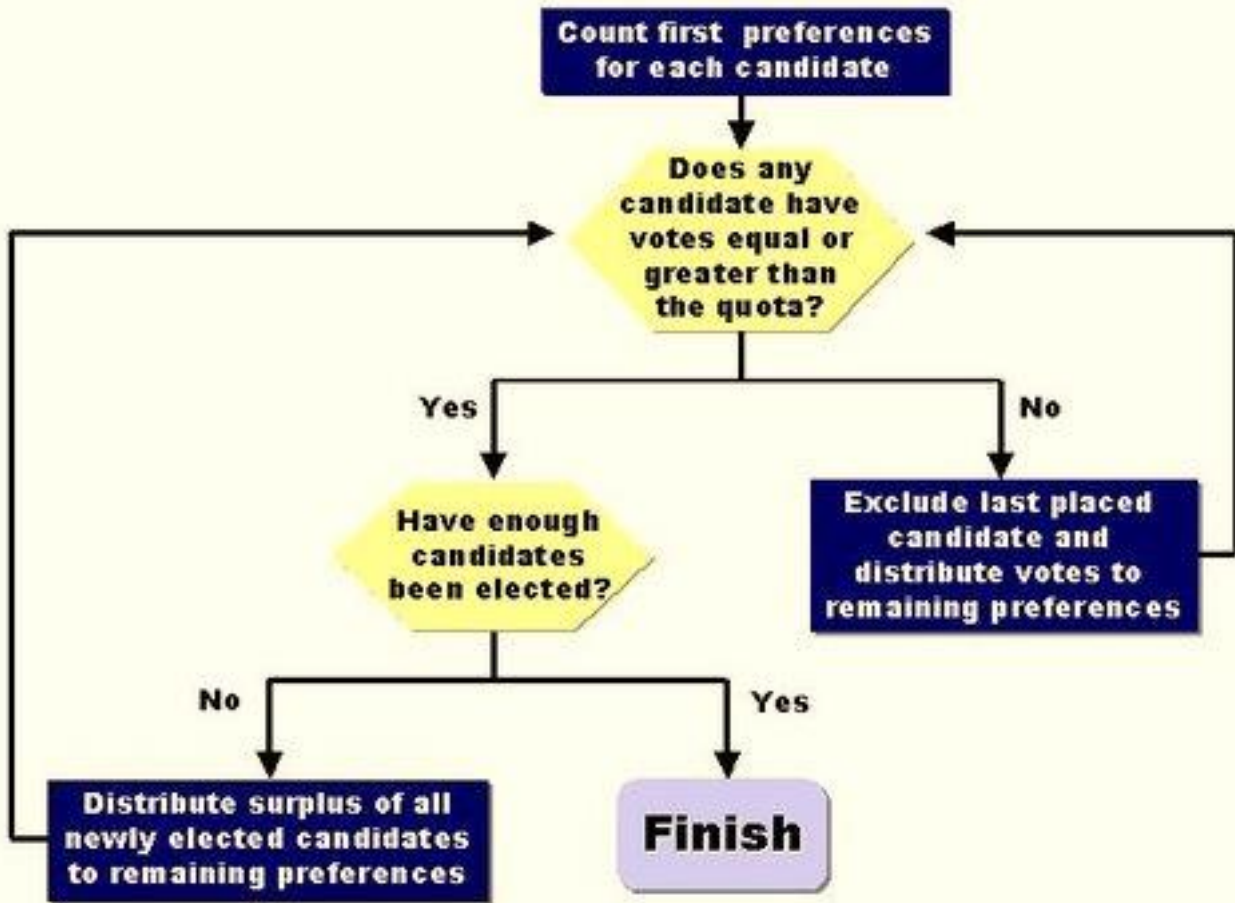 Count first preferences
for each candidate
Does any
candidate have
votes equal or
greater than
the quota?
Yes
No
Have enough
candidates
been elected?
Exclude last placed
candidate and
distribute votes to
remaining preferences
No
Yes
Distribute surplus of all
newly elected candidates
to remaining preferences
Finish